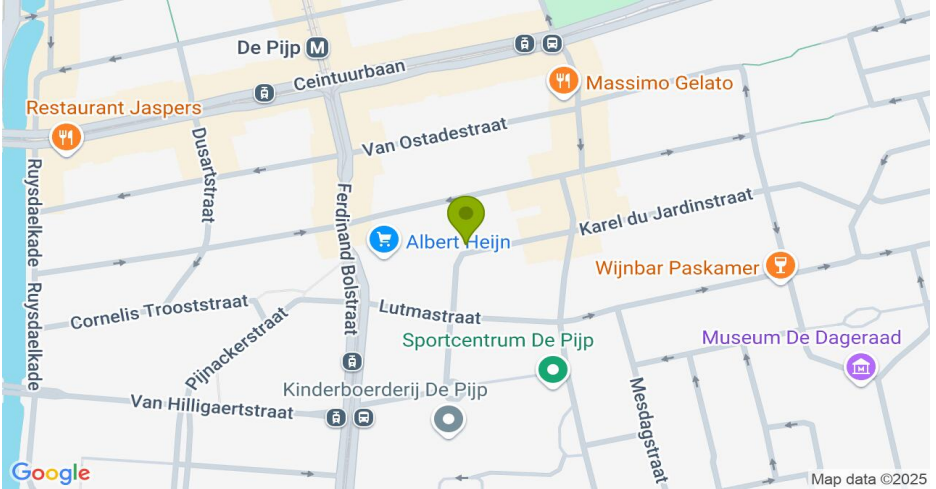 De Pijp M
Ceintuurbaan
Massimo Gelato
Restaurant Jaspers
Van Ostadestraat
Dusartstraat
Ruysdaelkade
Ferdinand Bolstraat
Karel du Jardinstraat
Albert Heijn
Wijnbar Paskamer
Ruysdaelkade
Cornelis Trooststraat
Lutmastraat
Pijnackerstraat
Sportcentrum De Pijp
Museum De Dageraad
Kinderboerderij De Pijp
Mesdagstraat
Van Hilligaertstraat
Google
Map data ©2025